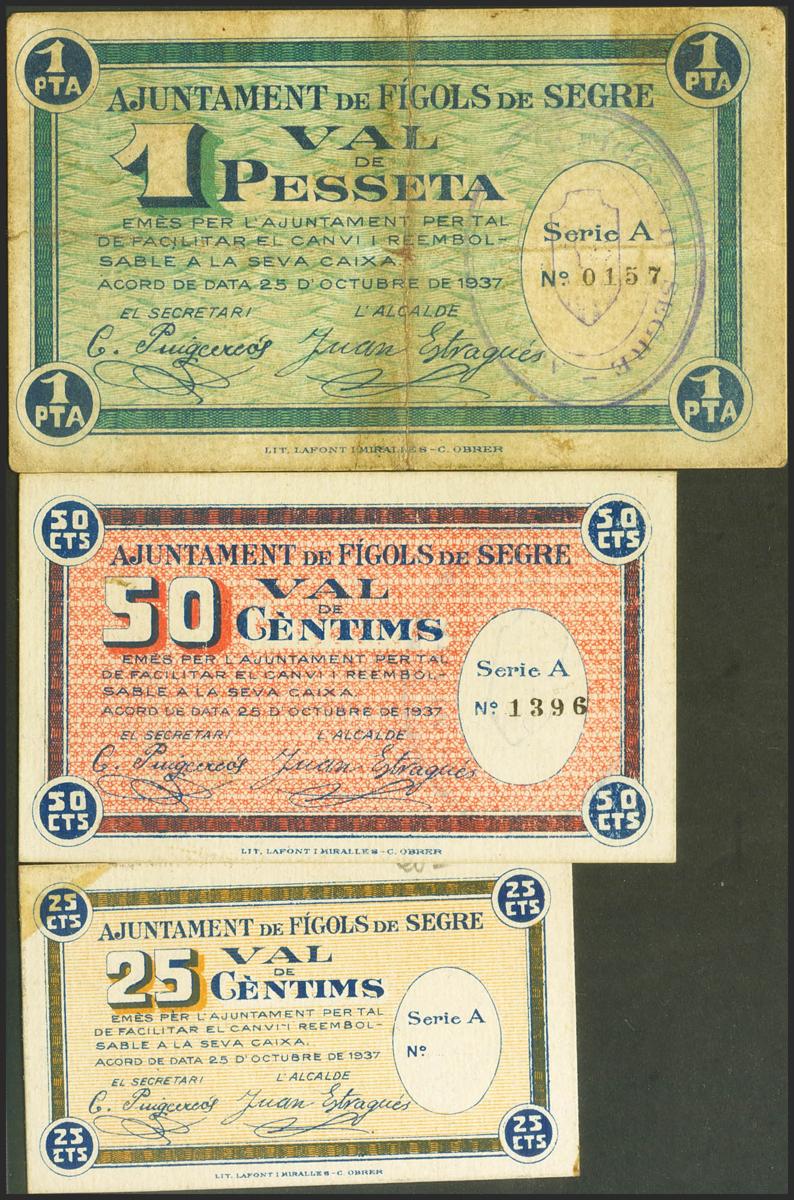 1 PTA
1 PTA
AJUNTAMENT DE FÍGOLS DE SEGRE
1 VAL
DE
PESSETA
EMÈS PER L'AJUNTAMENT PER TAL
DE FACILITAR EL CANVI I REEMBOL-
SABLE A LA SEVA CAIXA.
ACORD DE DATA 25 D'OCTUBRE DE 1937
EL SECRETARI L'ALCALDE
C. Puigcercós Juan Estragués
Serie A
Nº 0157
SEGRE
1 PTA
1 PTA
LIT. LAFONT I MIRALLES - C. OBRER
50 CTS
50 CTS
AJUNTAMENT DE FÍGOLS DE SEGRE
50 VAL
DE
CÈNTIMS
EMÈS PER L'AJUNTAMENT PER TAL
DE FACILITAR EL CANVI I REEMBOL-
SABLE A LA SEVA CAIXA.
ACORD DE DATA 25 D'OCTUBRE DE 1937
EL SECRETARI L'ALCALDE
C. Puigcercós Juan Estragués
Serie A
Nº 1396
50 CTS
50 CTS
LIT. LAFONT I MIRALLES - C. OBRER
25 CTS
25 CTS
AJUNTAMENT DE FÍGOLS DE SEGRE
25 VAL
DE
CÈNTIMS
EMÈS PER L'AJUNTAMENT PER TAL
DE FACILITAR EL CANVI I REEMBOL-
SABLE A LA SEVA CAIXA.
ACORD DE DATA 25 D'OCTUBRE DE 1937
EL SECRETARI L'ALCALDE
C. Puigcercós Juan Estragués
Serie A
Nº
25 CTS
25 CTS
LIT. LAFONT I MIRALLES - C. OBRER